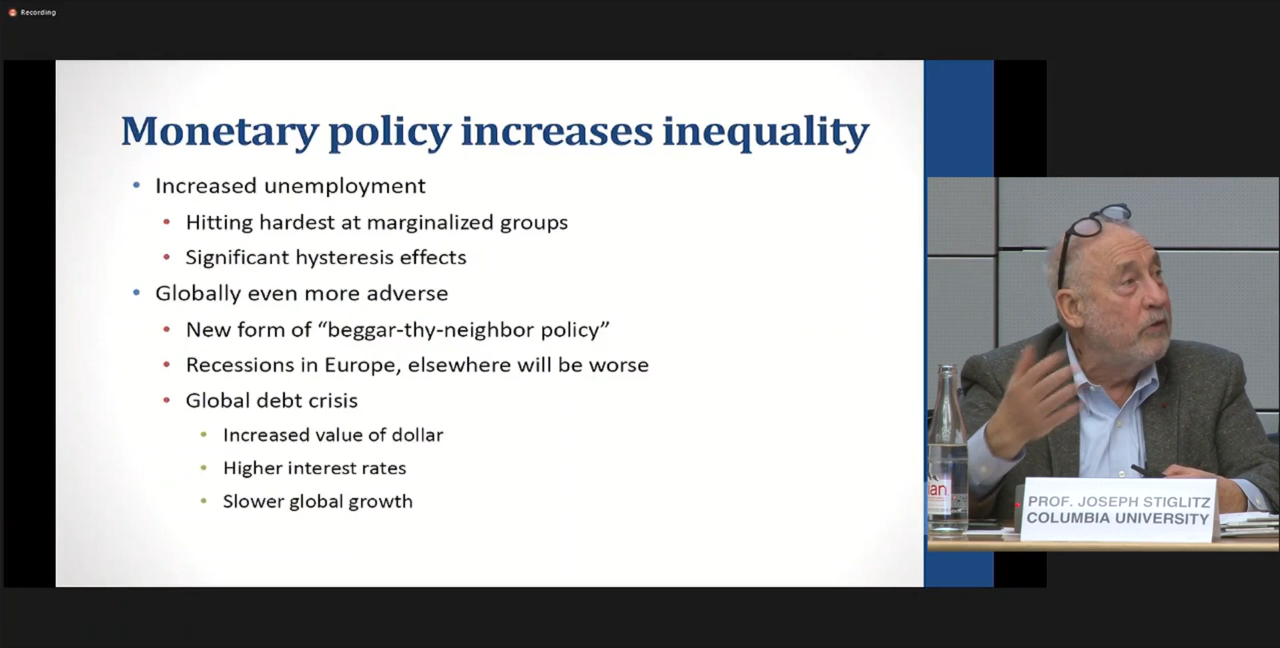 Recording
Monetary policy increases inequality
• Increased unemployment
• Hitting hardest at marginalized groups
• Significant hysteresis effects
• Globally even more adverse
• New form of “beggar-thy-neighbor policy”
• Recessions in Europe, elsewhere will be worse
• Global debt crisis
• Increased value of dollar
• Higher interest rates
• Slower global growth
ian
PROF. JOSEPH STIGLITZ
COLUMBIA UNIVERSITY